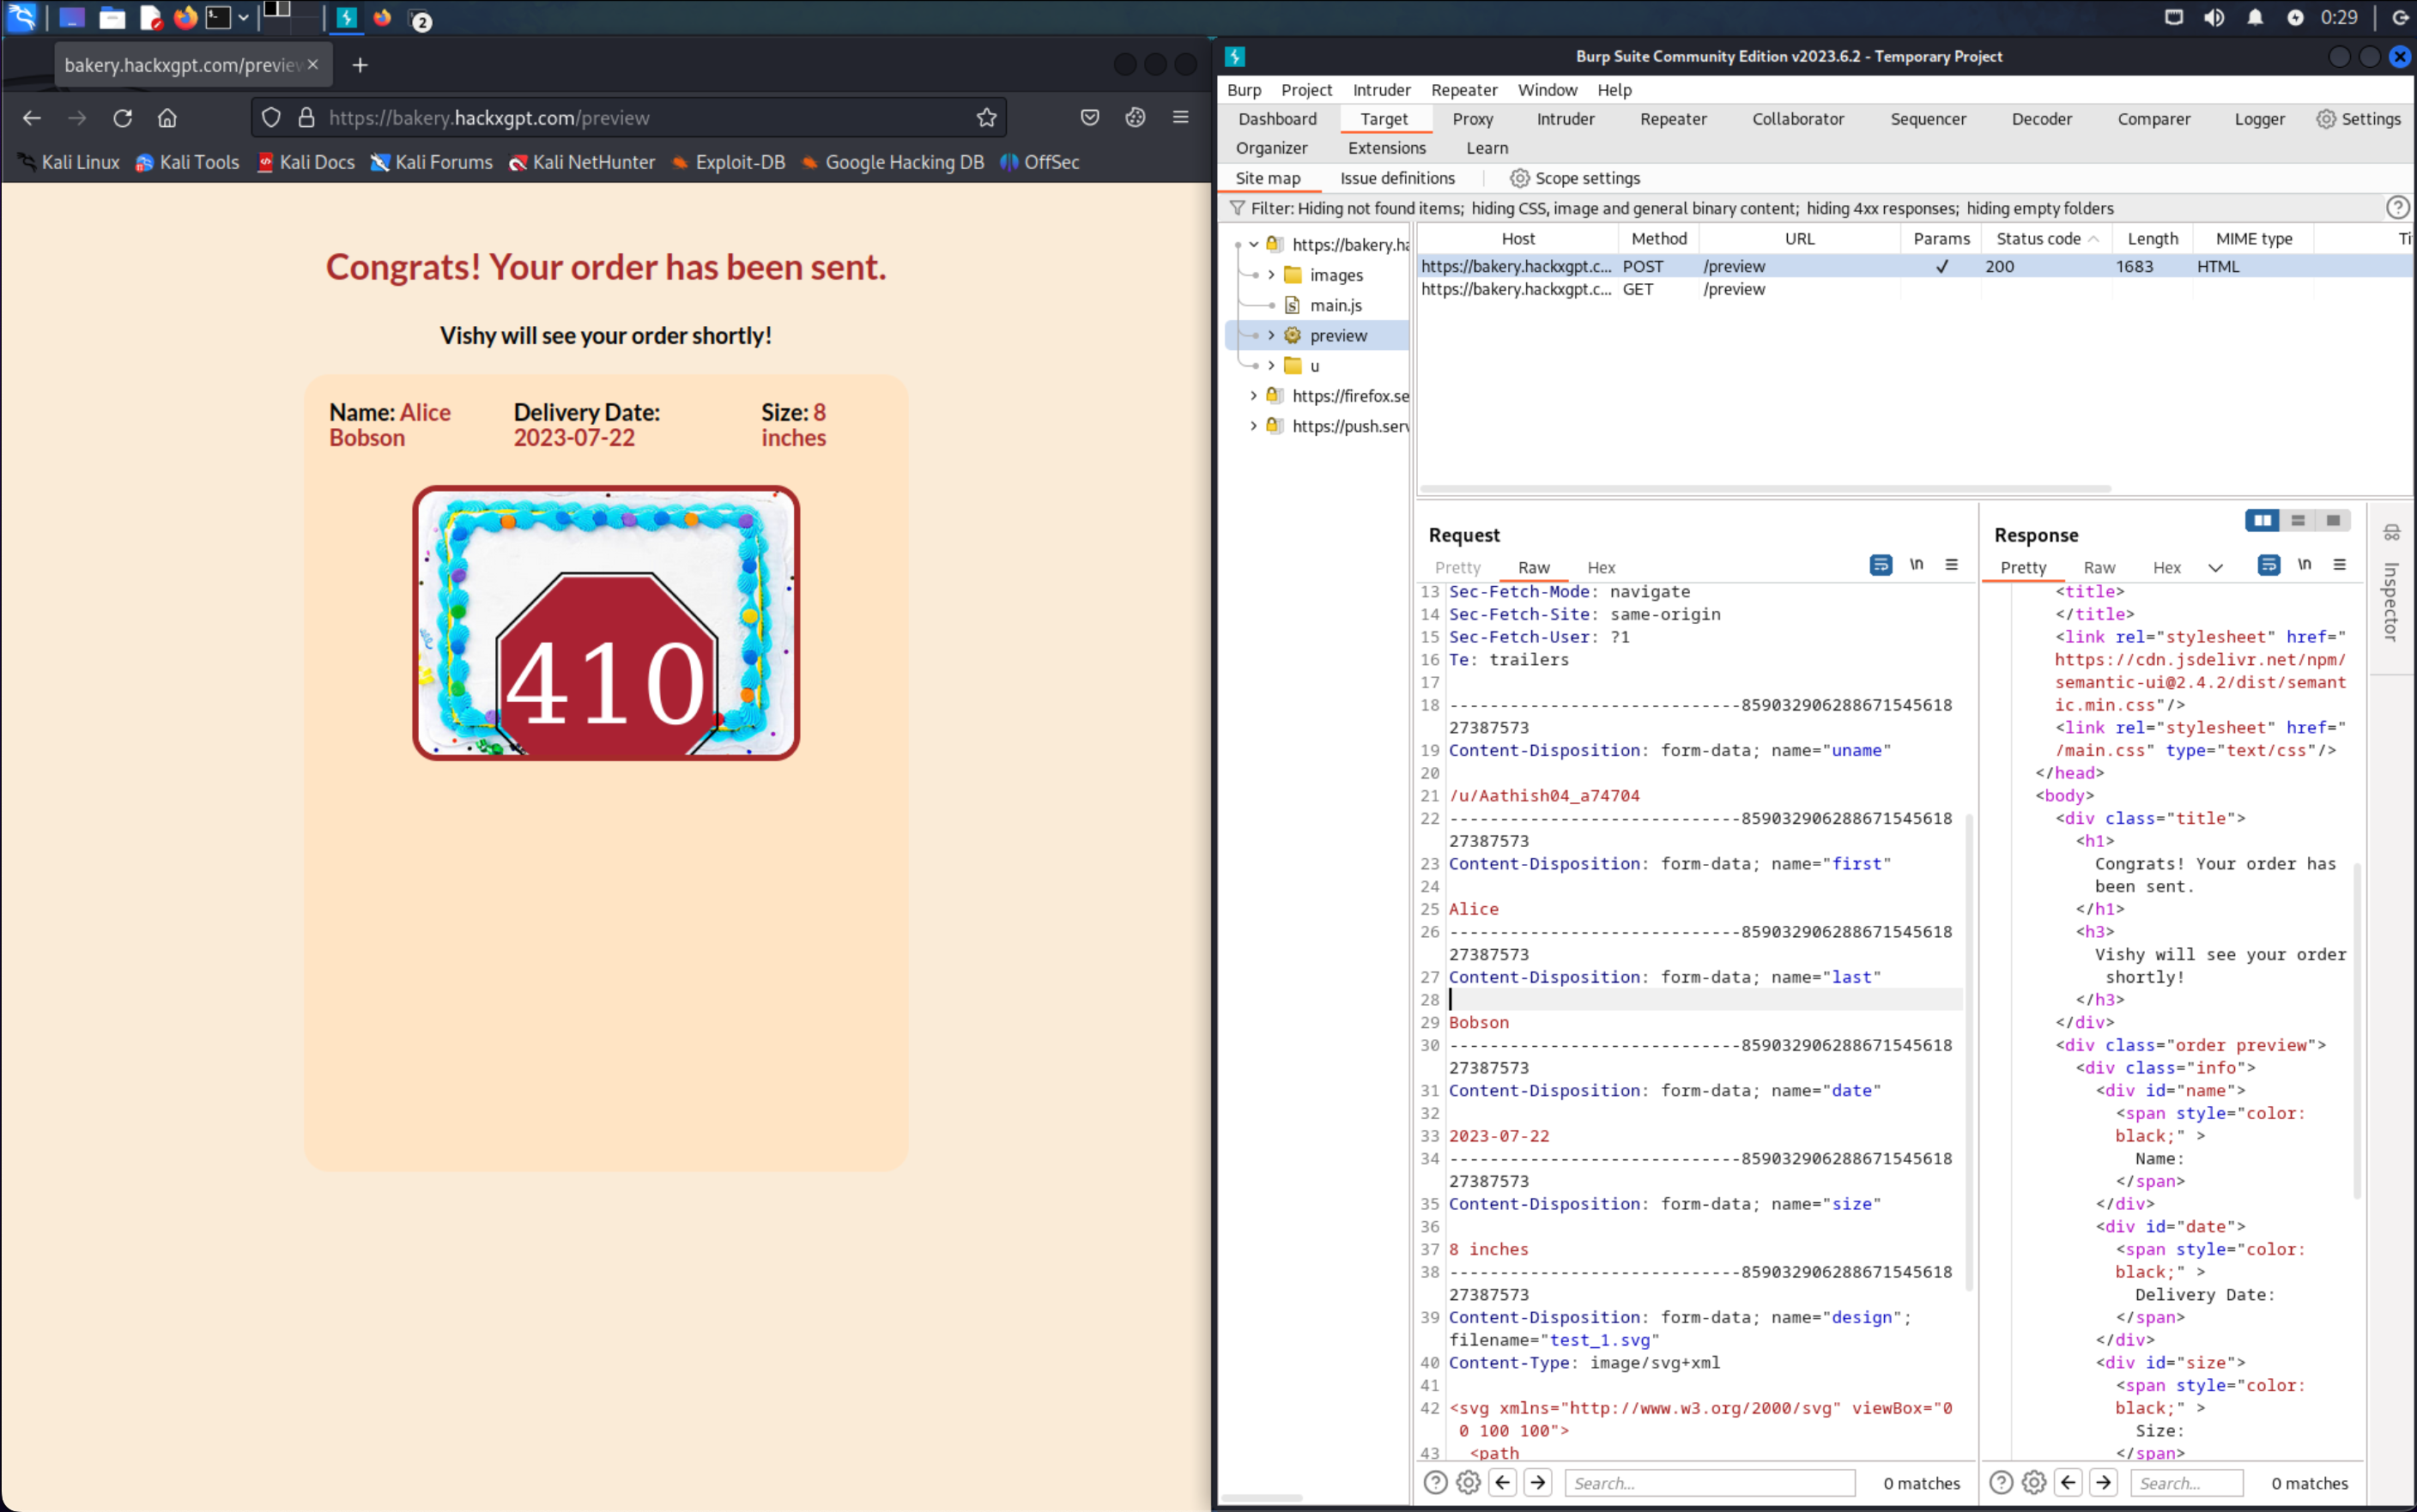 2
0:29
bakery.hackxgpt.com/preview
https://bakery.hackxgpt.com/preview
Kali Linux
Kali Tools
Kali Docs
Kali Forums
Kali NetHunter
Exploit-DB
Google Hacking DB
OffSec
Congrats! Your order has been sent.
Vishy will see your order shortly!
Name: Alice
Bobson
Delivery Date:
2023-07-22
Size: 8
inches
410
Burp Suite Community Edition v2023.6.2 - Temporary Project
Burp Project Intruder Repeater Window Help
Dashboard Target Proxy Intruder Repeater Collaborator Sequencer Decoder Comparer Logger Settings
Organizer Extensions Learn
Site map Issue definitions Scope settings
Filter: Hiding not found items; hiding CSS, image and general binary content; hiding 4xx responses; hiding empty folders
https://bakery.ha
images
main.js
preview
u
https://firefox.se
https://push.serv
Host Method URL Params Status code Length MIME type Ti
https://bakery.hackxgpt.c... POST /preview ✓ 200 1683 HTML
https://bakery.hackxgpt.c... GET /preview
Request
Pretty Raw Hex \n
13 Sec-Fetch-Mode: navigate
14 Sec-Fetch-Site: same-origin
15 Sec-Fetch-User: ?1
16 Te: trailers
17
18 -----------------------------859032906288671545618
27387573
19 Content-Disposition: form-data; name="uname"
20
21 /u/Aathish04_a74704
22 -----------------------------859032906288671545618
27387573
23 Content-Disposition: form-data; name="first"
24
25 Alice
26 -----------------------------859032906288671545618
27387573
27 Content-Disposition: form-data; name="last"
28
29 Bobson
30 -----------------------------859032906288671545618
27387573
31 Content-Disposition: form-data; name="date"
32
33 2023-07-22
34 -----------------------------859032906288671545618
27387573
35 Content-Disposition: form-data; name="size"
36
37 8 inches
38 -----------------------------859032906288671545618
27387573
39 Content-Disposition: form-data; name="design";
filename="test_1.svg"
40 Content-Type: image/svg+xml
41
42 <svg xmlns="http://www.w3.org/2000/svg" viewBox="0
0 100 100">
43 <path
Search... 0 matches
Response
Pretty Raw Hex \n
<title>
</title>
<link rel="stylesheet" href="
https://cdn.jsdelivr.net/npm/
semantic-ui@2.4.2/dist/semant
ic.min.css"/>
<link rel="stylesheet" href="
/main.css" type="text/css"/>
</head>
<body>
<div class="title">
<h1>
Congrats! Your order has
been sent.
</h1>
<h3>
Vishy will see your order
shortly!
</h3>
</div>
<div class="order preview">
<div class="info">
<div id="name">
<span style="color:
black;" >
Name:
</span>
</div>
<div id="date">
<span style="color:
black;" >
Delivery Date:
</span>
</div>
<div id="size">
<span style="color:
black;" >
Size:
</span>
Search... 0 matches
Inspector